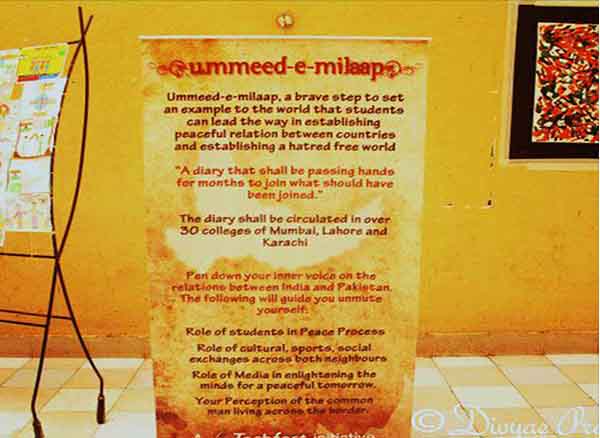 ummeed-e-milaap
Ummeed-e-milaap, a brave step to set
an example to the world that students
can lead the way in establishing
peaceful relation between countries
and establishing a hatred free world
"A diary that shall be passing hands
for months to join what should have
been joined."
The diary shall be circulated in over
30 colleges of Mumbai, Lahore and
Karachi
Pen down your inner voice on the
relations between India and Pakistan.
The following will guide you unmute
yourself:
Role of students in Peace Process
Role of cultural, sports, social
exchanges across both neighbours
Role of Media in enlightening the
minds for a peaceful tomorrow.
Your Perception of the common
man living across the border.
A Techfest initiative
© Divyae Pra